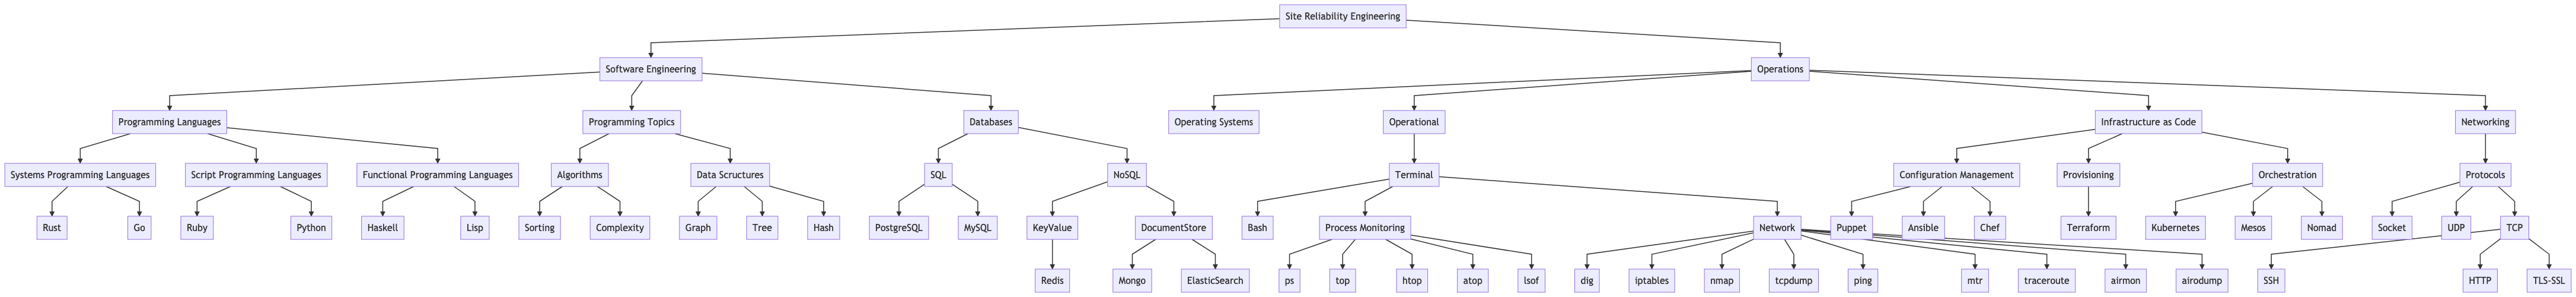 Site Reliability Engineering
Software Engineering
Operations
Programming Languages
Programming Topics
Databases
Operating Systems
Operational
Infrastructure as Code
Networking
Systems Programming Languages
Script Programming Languages
Functional Programming Languages
Algorithms
Data Scructures
SQL
NoSQL
Terminal
Configuration Management
Provisioning
Orchestration
Protocols
Rust
Go
Ruby
Python
Haskell
Lisp
Sorting
Complexity
Graph
Tree
Hash
PostgreSQL
MySQL
KeyValue
DocumentStore
Bash
Process Monitoring
Network
Puppet
Ansible
Chef
Terraform
Kubernetes
Mesos
Nomad
Socket
UDP
TCP
Redis
Mongo
ElasticSearch
ps
top
htop
atop
lsof
dig
iptables
nmap
tcpdump
ping
mtr
traceroute
airmon
airodump
SSH
HTTP
TLS-SSL